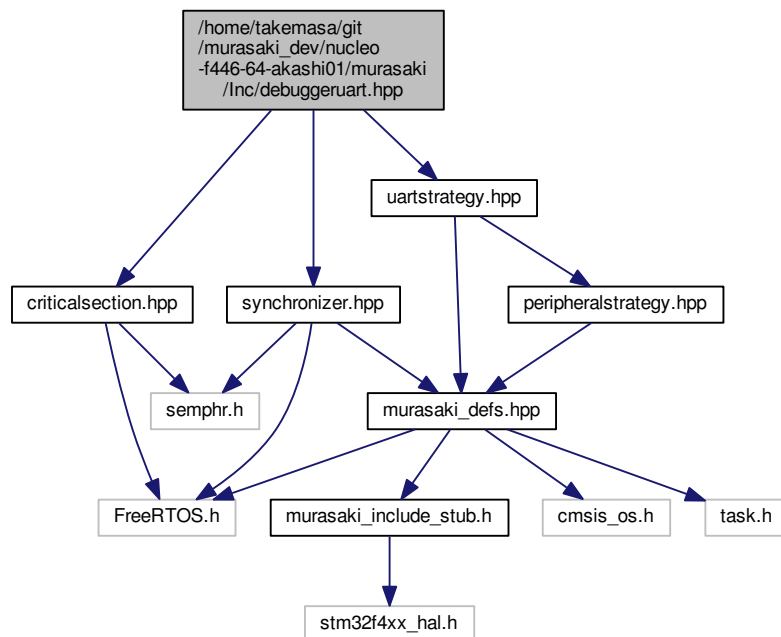 /home/takemasa/git
/murasaki_dev/nucleo
-f446-64-akashi01/murasaki
/Inc/debuggeruart.hpp
uartstrategy.hpp
criticalsection.hpp
synchronizer.hpp
peripheralstrategy.hpp
semphr.h
murasaki_defs.hpp
FreeRTOS.h
murasaki_include_stub.h
cmsis_os.h
task.h
stm32f4xx_hal.h